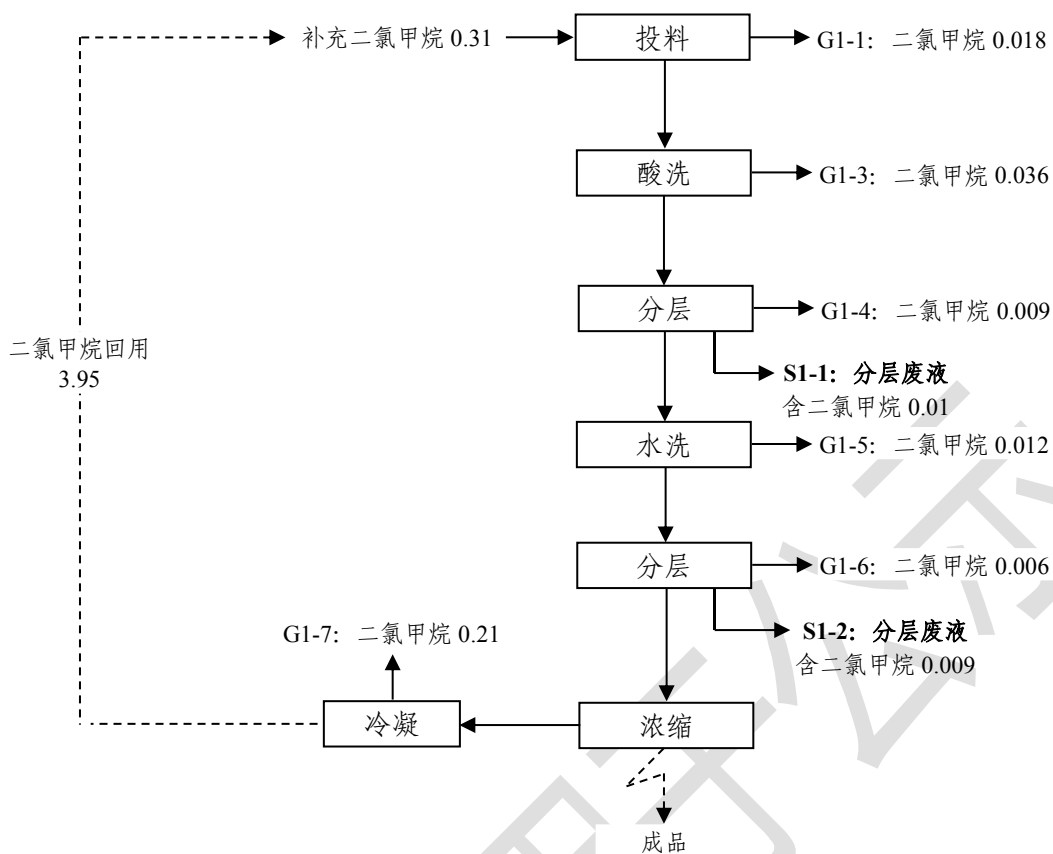 补充二氯甲烷 0.31
投料
G1-1：二氯甲烷 0.018
酸洗
G1-3：二氯甲烷 0.036
分层
G1-4：二氯甲烷 0.009
二氯甲烷回用
3.95
S1-1：分层废液
含二氯甲烷 0.01
水洗
G1-5：二氯甲烷 0.012
分层
G1-6：二氯甲烷 0.006
G1-7：二氯甲烷 0.21
S1-2：分层废液
含二氯甲烷 0.009
冷凝
浓缩
成品